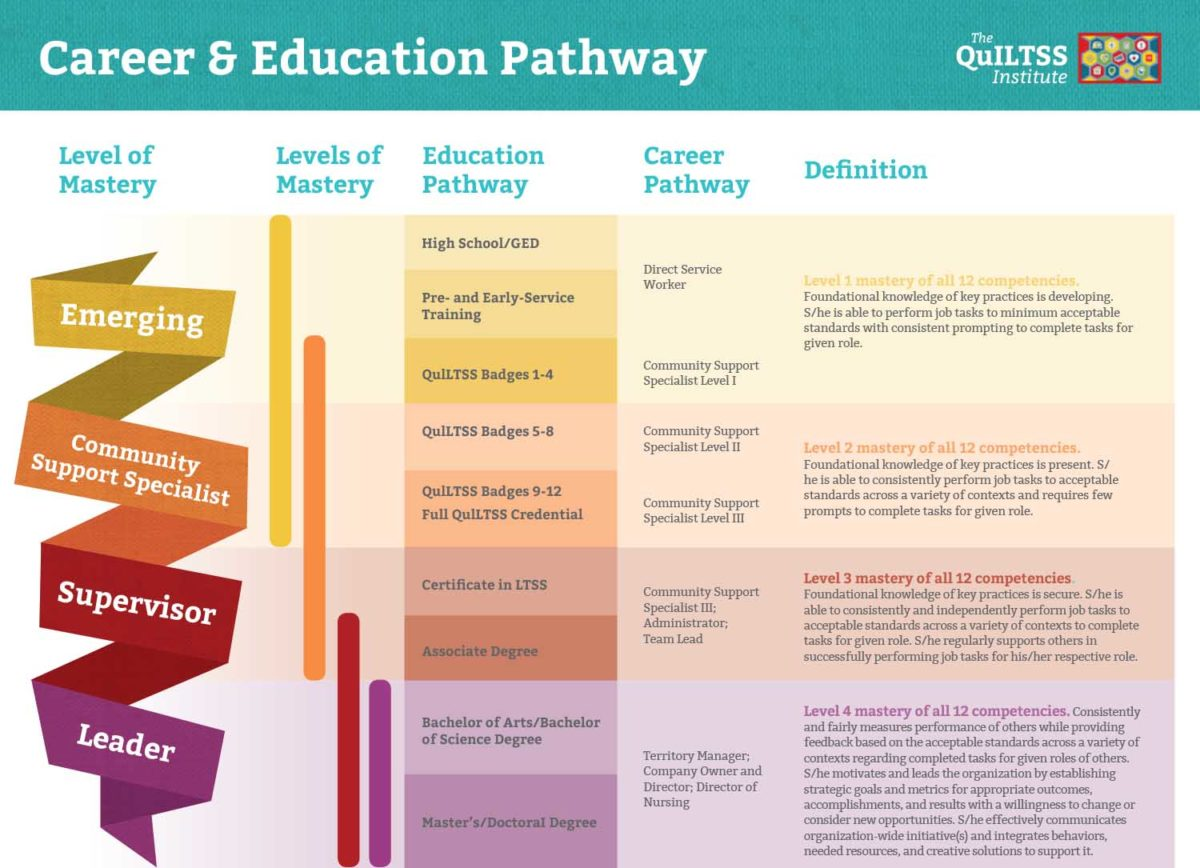 Career & Education Pathway
The
QuILTSS
Institute
Level of
Mastery
Levels of
Mastery
Education
Pathway
Career
Pathway
Definition
Emerging
High School/GED
Pre- and Early-Service
Training
QuILTSS Badges 1-4
Direct Service
Worker
Community Support
Specialist Level I
Level 1 mastery of all 12 competencies.
Foundational knowledge of key practices is developing.
S/he is able to perform job tasks to minimum acceptable
standards with consistent prompting to complete tasks for
given role.
Community
Support Specialist
QuILTSS Badges 5-8
QuILTSS Badges 9-12
Full QuILTSS Credential
Community Support
Specialist Level II
Community Support
Specialist Level III
Level 2 mastery of all 12 competencies.
Foundational knowledge of key practices is present. S/
he is able to consistently perform job tasks to acceptable
standards across a variety of contexts and requires few
prompts to complete tasks for given role.
Supervisor
Certificate in LTSS
Associate Degree
Community Support
Specialist III;
Administrator;
Team Lead
Level 3 mastery of all 12 competencies.
Foundational knowledge of key practices is secure. S/he is
able to consistently and independently perform job tasks to
acceptable standards across a variety of contexts to complete
tasks for given role. S/he regularly supports others in
successfully performing job tasks for his/her respective role.
Leader
Bachelor of Arts/Bachelor
of Science Degree
Master's/Doctoral Degree
Territory Manager;
Company Owner and
Director; Director of
Nursing
Level 4 mastery of all 12 competencies. Consistently
and fairly measures performance of others while providing
feedback based on the acceptable standards across a variety of
contexts regarding completed tasks for given roles of others.
S/he motivates and leads the organization by establishing
strategic goals and metrics for appropriate outcomes,
accomplishments, and results with a willingness to change or
consider new opportunities. S/he effectively communicates
organization-wide initiative(s) and integrates behaviors,
needed resources, and creative solutions to support it.